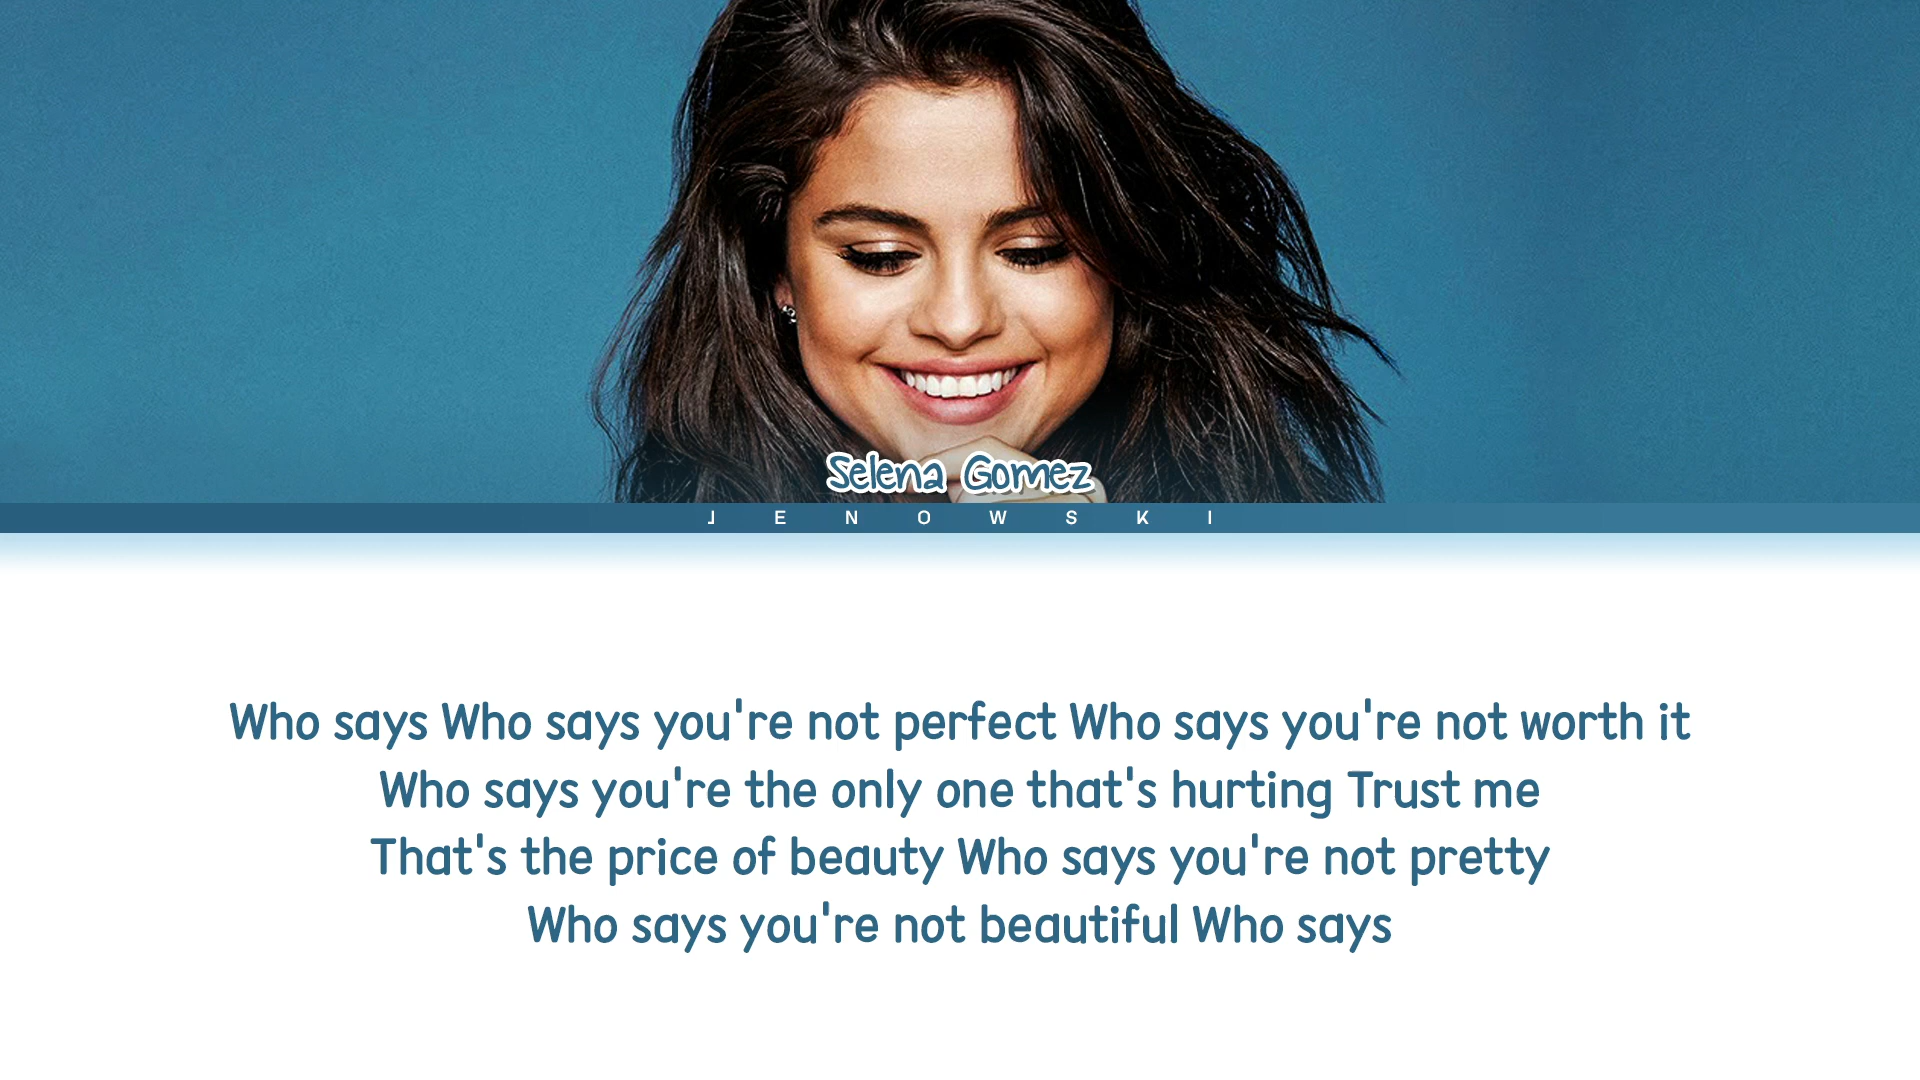 Selena Gomez
JENOWSKI
Who says Who says you're not perfect Who says you're not worth it
Who says you're the only one that's hurting Trust me
That's the price of beauty Who says you're not pretty
Who says you're not beautiful Who says